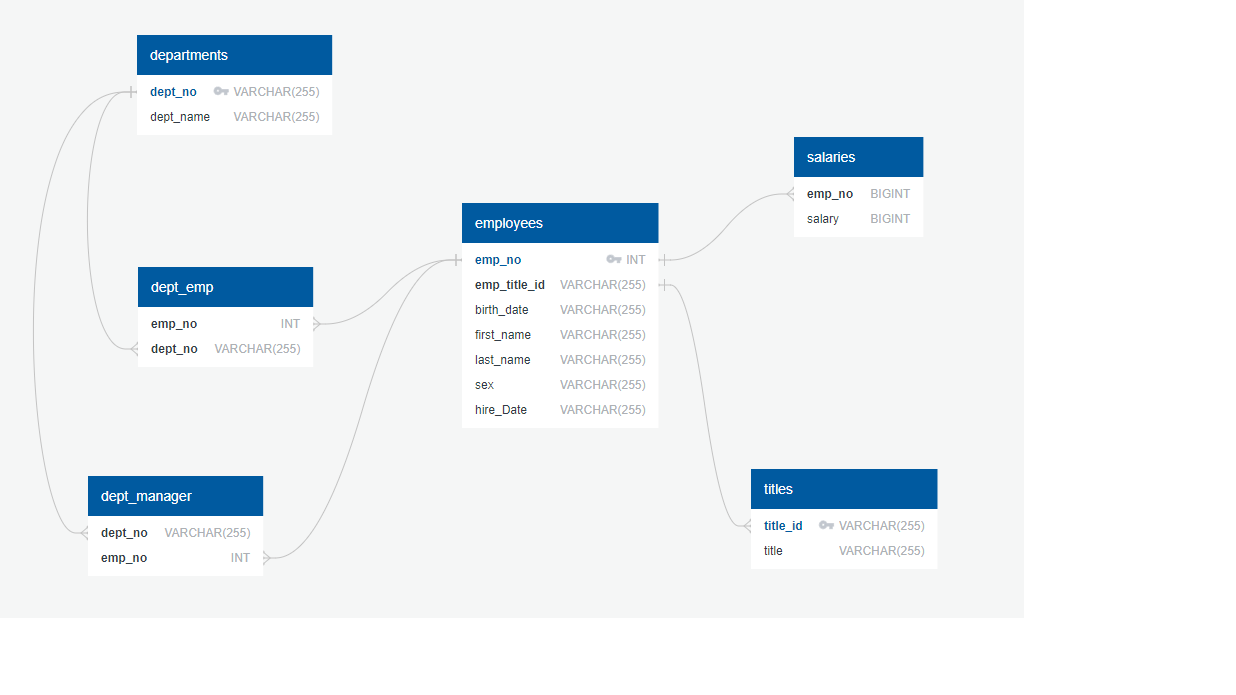 departments
dept_no VARCHAR(255)
dept_name VARCHAR(255)
dept_emp
emp_no INT
dept_no VARCHAR(255)
dept_manager
dept_no VARCHAR(255)
emp_no INT
employees
emp_no INT
emp_title_id VARCHAR(255)
birth_date VARCHAR(255)
first_name VARCHAR(255)
last_name VARCHAR(255)
sex VARCHAR(255)
hire_Date VARCHAR(255)
salaries
emp_no BIGINT
salary BIGINT
titles
title_id VARCHAR(255)
title VARCHAR(255)